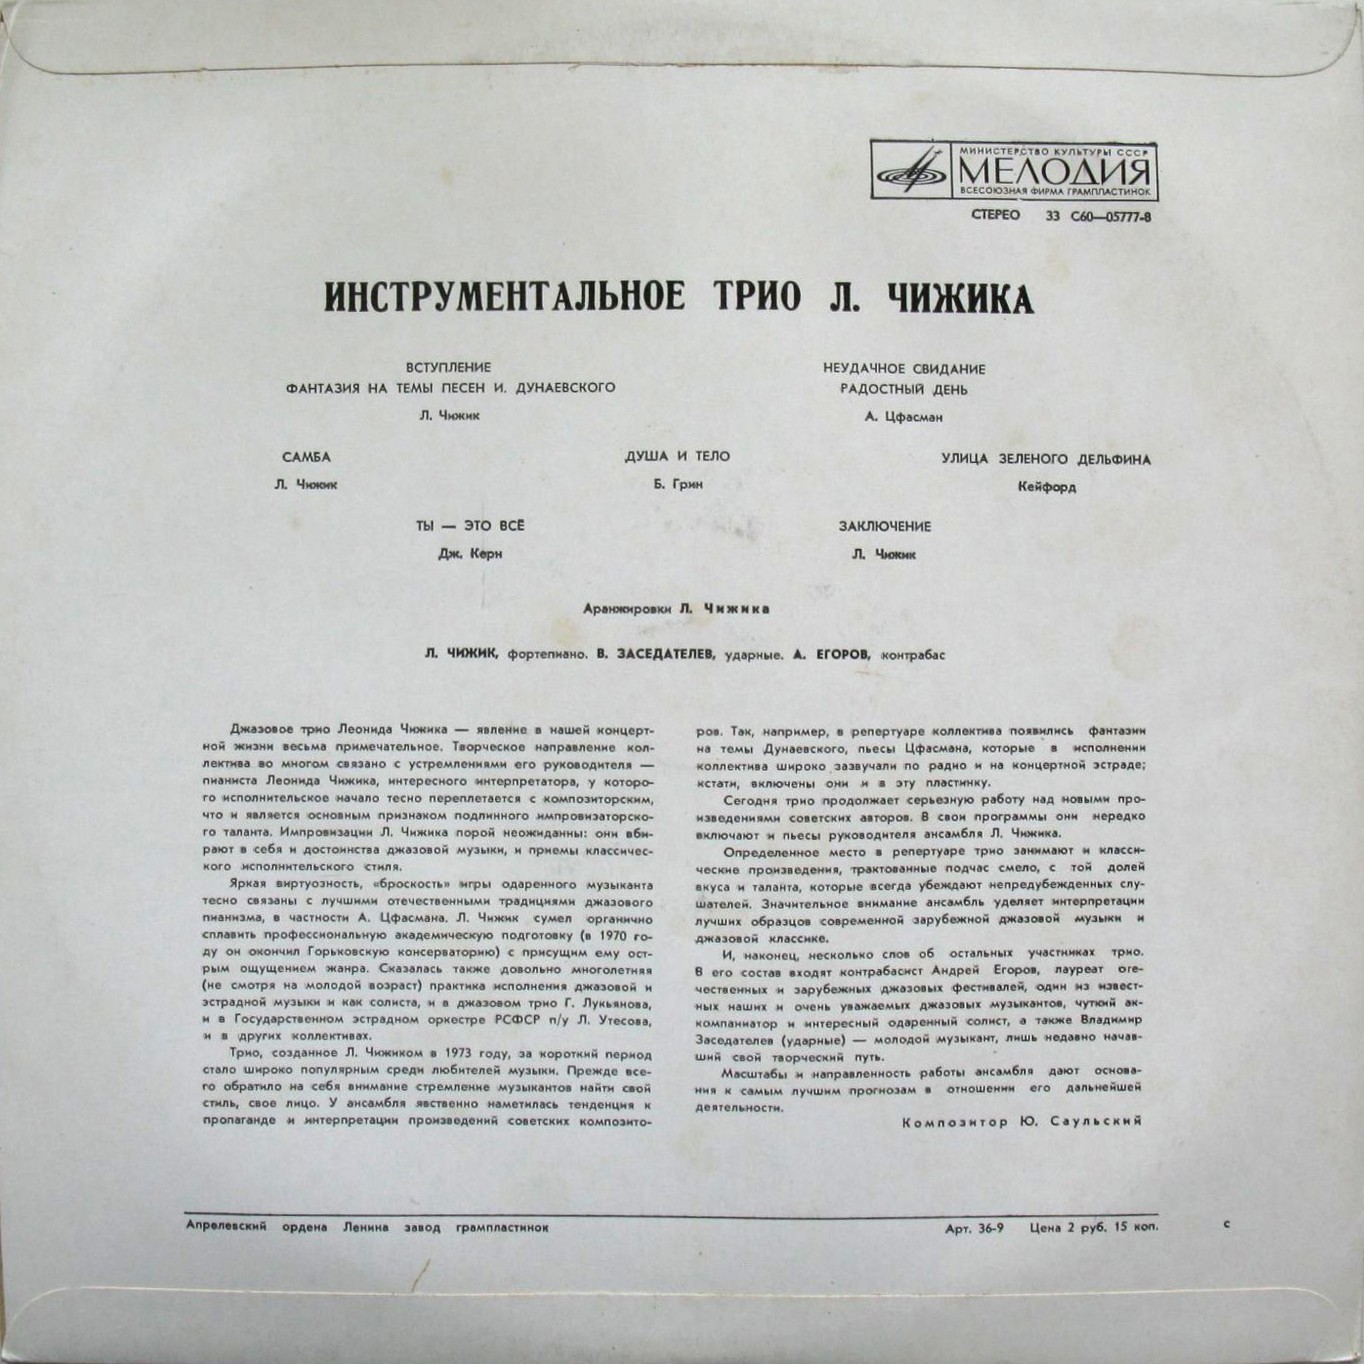 МИНИСТЕРСТВО КУЛЬТУРЫ СССР
МЕЛОДИЯ
ВСЕСОЮЗНАЯ ФИРМА ГРАМПЛАСТИНОК
СТЕРЕО 33 С60—05777-8
ИНСТРУМЕНТАЛЬНОЕ ТРИО Л. ЧИЖИКА
ВСТУПЛЕНИЕ
ФАНТАЗИЯ НА ТЕМЫ ПЕСЕН И. ДУНАЕВСКОГО
Л. Чижик
НЕУДАЧНОЕ СВИДАНИЕ
РАДОСТНЫЙ ДЕНЬ
А. Цфасман
САМБА
Л. Чижик
ДУША И ТЕЛО
Б. Грин
УЛИЦА ЗЕЛЕНОГО ДЕЛЬФИНА
Кейфорд
ТЫ — ЭТО ВСЁ
Дж. Керн
ЗАКЛЮЧЕНИЕ
Л. Чижик
Аранжировки Л. Чижика
Л. ЧИЖИК, фортепиано. В. ЗАСЕДАТЕЛЕВ, ударные. А. ЕГОРОВ, контрабас
Джазовое трио Леонида Чижика — явление в нашей концерт-
ной жизни весьма примечательное. Творческое направление кол-
лектива во многом связано с устремлениями его руководителя —
пианиста Леонида Чижика, интересного интерпретатора, у которо-
го исполнительское начало тесно переплетается с композиторским,
что и является основным признаком подлинного импровизаторско-
го таланта. Импровизации Л. Чижика порой неожиданны: они вби-
рают в себя и достоинства джазовой музыки, и приемы классичес-
кого исполнительского стиля.
Яркая виртуозность, «броскость» игры одаренного музыканта
тесно связаны с лучшими отечественными традициями джазового
пианизма, в частности А. Цфасмана. Л. Чижик сумел органично
сплавить профессиональную академическую подготовку (в 1970 го-
ду он окончил Горьковскую консерваторию) с присущим ему ост-
рым ощущением жанра. Сказалась также довольно многолетняя
(не смотря на молодой возраст) практика исполнения джазовой и
эстрадной музыки и как солиста, и в джазовом трио Г. Лукьянова,
и в Государственном эстрадном оркестре РСФСР п/у Л. Утесова,
и в других коллективах.
Трио, созданное Л. Чижиком в 1973 году, за короткий период
стало широко популярным среди любителей музыки. Прежде все-
го обратило на себя внимание стремление музыкантов найти свой
стиль, свое лицо. У ансамбля явственно наметилась тенденция к
пропаганде и интерпретации произведений советских композито-
ров. Так, например, в репертуаре коллектива появились фантазии
на темы Дунаевского, пьесы Цфасмана, которые в исполнении
коллектива широко зазвучали по радио и на концертной эстраде;
кстати, включены они и в эту пластинку.
Сегодня трио продолжает серьезную работу над новыми про-
изведениями советских авторов. В свои программы они нередко
включают и пьесы руководителя ансамбля Л. Чижика.
Определенное место в репертуаре трио занимают и класси-
ческие произведения, трактованные подчас смело, с той долей
вкуса и таланта, которые всегда убеждают непредубежденных слу-
шателей. Значительное внимание ансамбль уделяет интерпретации
лучших образцов современной зарубежной джазовой музыки и
джазовой классике.
И, наконец, несколько слов об остальных участниках трио.
В его состав входят контрабасист Андрей Егоров, лауреат оте-
чественных и зарубежных джазовых фестивалей, один из извест-
ных наших и очень уважаемых джазовых музыкантов, чуткий ак-
компаниатор и интересный одаренный солист, а также Владимир
Заседателев (ударные) — молодой музыкант, лишь недавно начав-
ший свой творческий путь.
Масштабы и направленность работы ансамбля дают основа-
ния к самым лучшим прогнозам в отношении его дальнейшей
деятельности.
Композитор Ю. Саульский
Апрелевский ордена Ленина завод грампластинок
Арт. 36-9 Цена 2 руб. 15 коп.
с